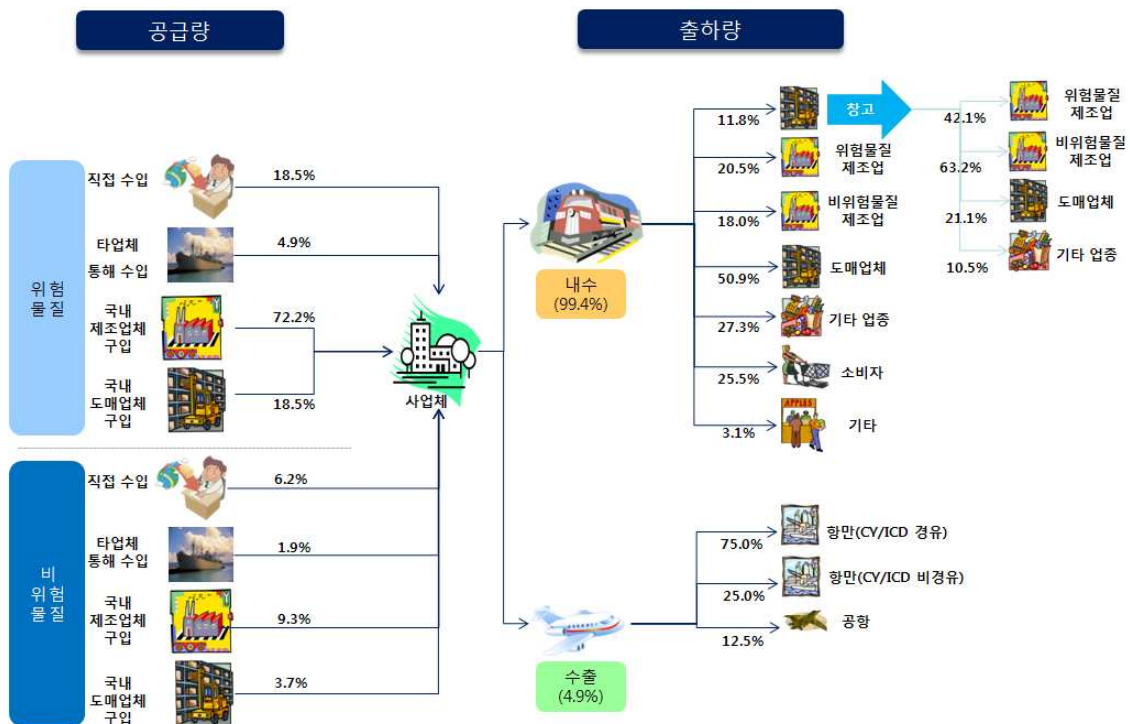 공급량
출하량
위험
물질
직접 수입
18.5%
타업체
통해 수입
4.9%
국내
제조업체
구입
72.2%
국내
도매업체
구입
18.5%
비
위험
물질
직접 수입
6.2%
타업체
통해 수입
1.9%
국내
제조업체
구입
9.3%
국내
도매업체
구입
3.7%
사업체
내수
(99.4%)
11.8%
창고
42.1%
위험물질
제조업
63.2%
비위험물질
제조업
21.1%
도매업체
10.5%
기타 업종
20.5%
위험물질
제조업
18.0%
비위험물질
제조업
50.9%
도매업체
27.3%
기타 업종
25.5%
소비자
APPLES
3.1%
기타
수출
(4.9%)
75.0%
항만(CV/ICD 경유)
25.0%
항만(CV/ICD 비경유)
12.5%
공항